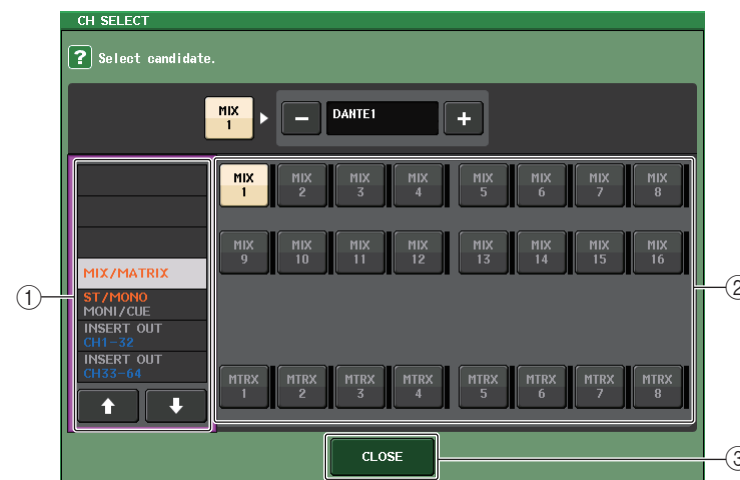 CH SELECT
? Select candidate.
MIX 1
− DANTE1 +
MIX 1 MIX 2 MIX 3 MIX 4 MIX 5 MIX 6 MIX 7 MIX 8
MIX 9 MIX 10 MIX 11 MIX 12 MIX 13 MIX 14 MIX 15 MIX 16
MIX/MATRIX
ST/MONO
MONI/CUE
INSERT OUT
CH1-32
INSERT OUT
CH33-64
MTRX 1 MTRX 2 MTRX 3 MTRX 4 MTRX 5 MTRX 6 MTRX 7 MTRX 8
CLOSE
1
2
3